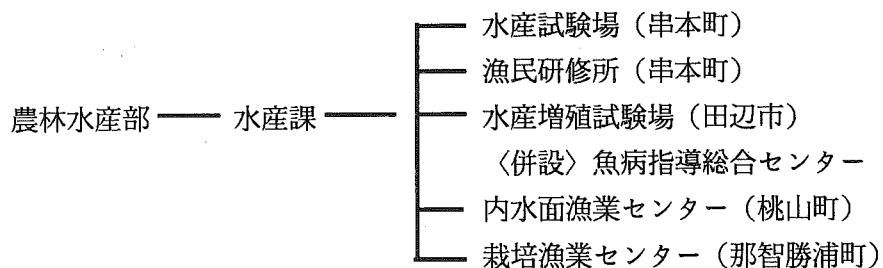 水産試験場（串本町）
漁民研修所（串本町）
農林水産部 水産課 水産増殖試験場（田辺市）
〈併設〉魚病指導総合センター
内水面漁業センター（桃山町）
栽培漁業センター（那智勝浦町）